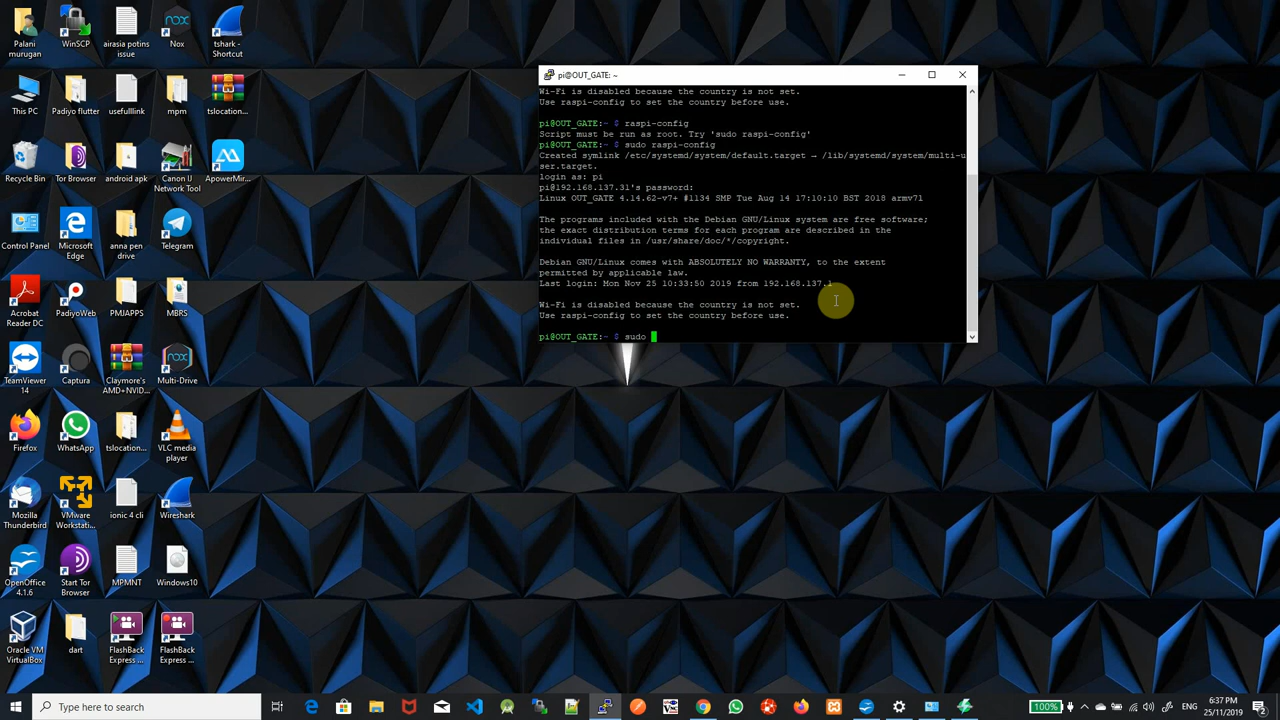 Palani
murugan
WinSCP
airasia potins
issue
Nox
tshark -
Shortcut
This PC
Padiyo flutter
usefulllink
mpm
tslocation...
Recycle Bin
Tor Browser
android apk
Canon IJ
Network Tool
ApowerMir...
Control Panel
Microsoft
Edge
anna pen
drive
Telegram
Acrobat
Reader DC
PadiyoWeb
PMJAPPS
MBRS
TeamViewer
14
Captura
Claymore's
AMD+NVID...
Multi-Drive
Firefox
WhatsApp
tslocation...
VLC media
player
Mozilla
Thunderbird
VMware
Workstati...
ionic 4 cli
Wireshark
OpenOffice
4.1.6
Start Tor
Browser
MPMNT
Windows10
Oracle VM
VirtualBox
dart
FlashBack
Express ...
FlashBack
Express ...
pi@OUT_GATE: ~
Wi-Fi is disabled because the country is not set.
Use raspi-config to set the country before use.
pi@OUT_GATE:~ $ raspi-config
Script must be run as root. Try 'sudo raspi-config'
pi@OUT_GATE:~ $ sudo raspi-config
Created symlink /etc/systemd/system/default.target → /lib/systemd/system/multi-u
ser.target.
login as: pi
pi@192.168.137.31's password:
Linux OUT_GATE 4.14.62-v7+ #1134 SMP Tue Aug 14 17:10:10 BST 2018 armv7l
The programs included with the Debian GNU/Linux system are free software;
the exact distribution terms for each program are described in the
individual files in /usr/share/doc/*/copyright.
Debian GNU/Linux comes with ABSOLUTELY NO WARRANTY, to the extent
permitted by applicable law.
Last login: Mon Nov 25 10:33:50 2019 from 192.168.137.1
Wi-Fi is disabled because the country is not set.
Use raspi-config to set the country before use.
pi@OUT_GATE:~ $ sudo
Type here to search
100%
ENG
6:37 PM
25/11/2019
2